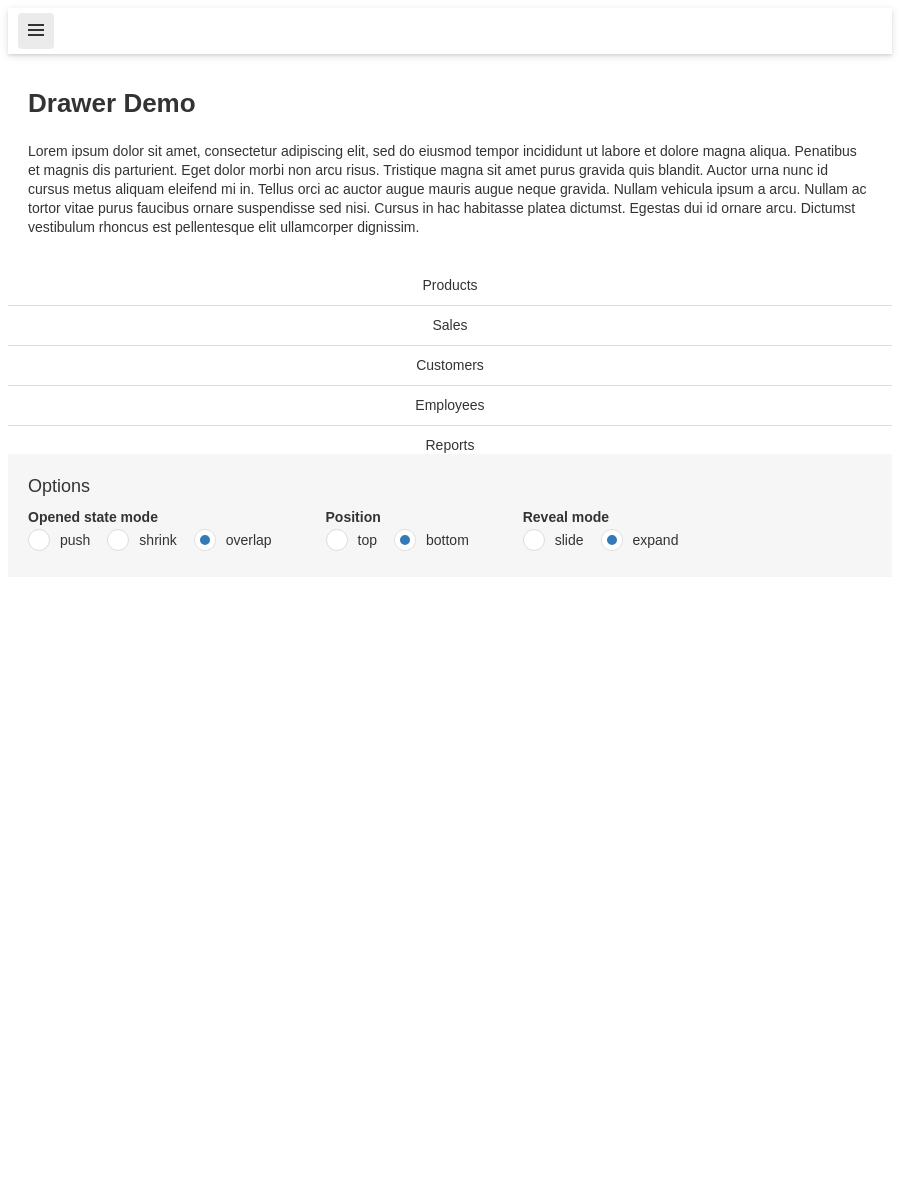 Drawer Demo
Lorem ipsum dolor sit amet, consectetur adipiscing elit, sed do eiusmod tempor incididunt ut labore et dolore magna aliqua. Penatibus
et magnis dis parturient. Eget dolor morbi non arcu risus. Tristique magna sit amet purus gravida quis blandit. Auctor urna nunc id
cursus metus aliquam eleifend mi in. Tellus orci ac auctor augue mauris augue neque gravida. Nullam vehicula ipsum a arcu. Nullam ac
tortor vitae purus faucibus ornare suspendisse sed nisi. Cursus in hac habitasse platea dictumst. Egestas dui id ornare arcu. Dictumst
vestibulum rhoncus est pellentesque elit ullamcorper dignissim.
Products
Sales
Customers
Employees
Reports
Options
Opened state mode
push shrink overlap
Position
top bottom
Reveal mode
slide expand